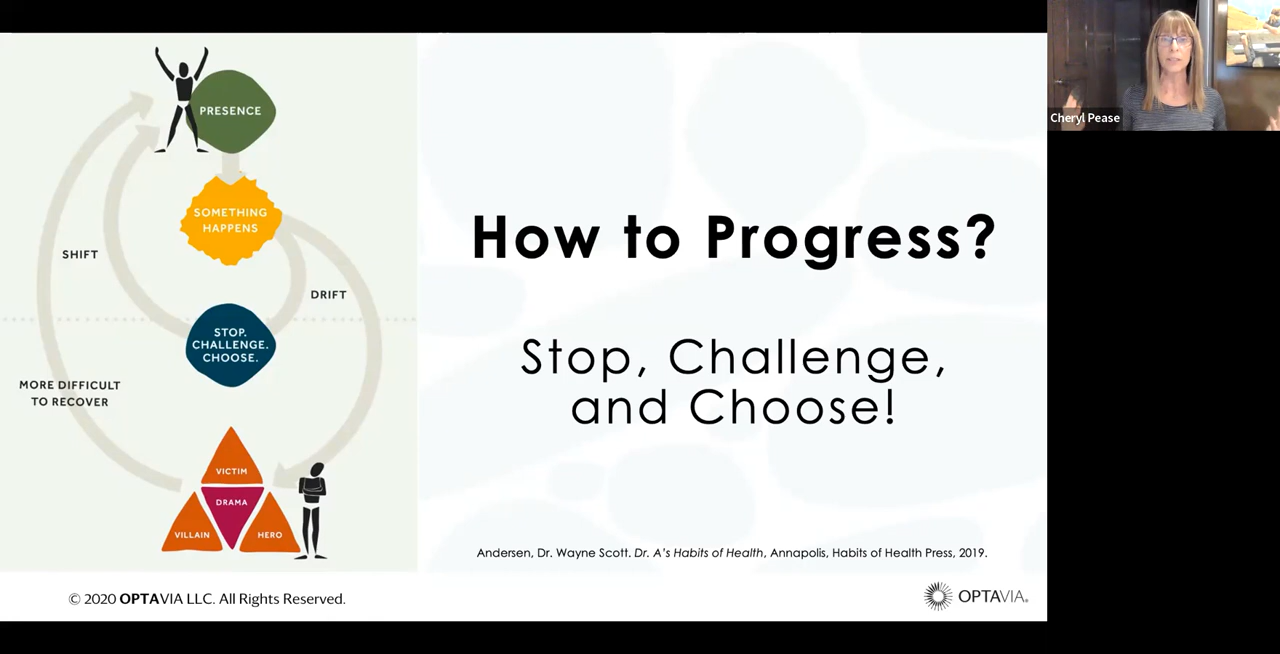 PRESENCE
SOMETHING
HAPPENS
SHIFT
DRIFT
STOP.
CHALLENGE.
CHOOSE.
MORE DIFFICULT
TO RECOVER
VICTIM
DRAMA
VILLAIN
HERO
How to Progress?
Stop, Challenge,
and Choose!
Andersen, Dr. Wayne Scott. Dr. A's Habits of Health, Annapolis, Habits of Health Press, 2019.
© 2020 OPTAVIA LLC. All Rights Reserved.
OPTAVIA®
Cheryl Pease